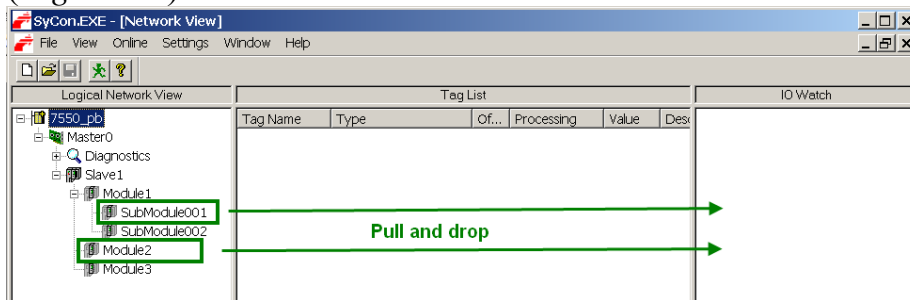 SyCon.EXE - [Network View]
File View Online Settings Window Help
Logical Network View Tag List IO Watch
7550_pb Tag Name Type Of... Processing Value Desc
Master0
Diagnostics
Slave1
Module1
SubModule001
SubModule002 Pull and drop
Module2
Module3